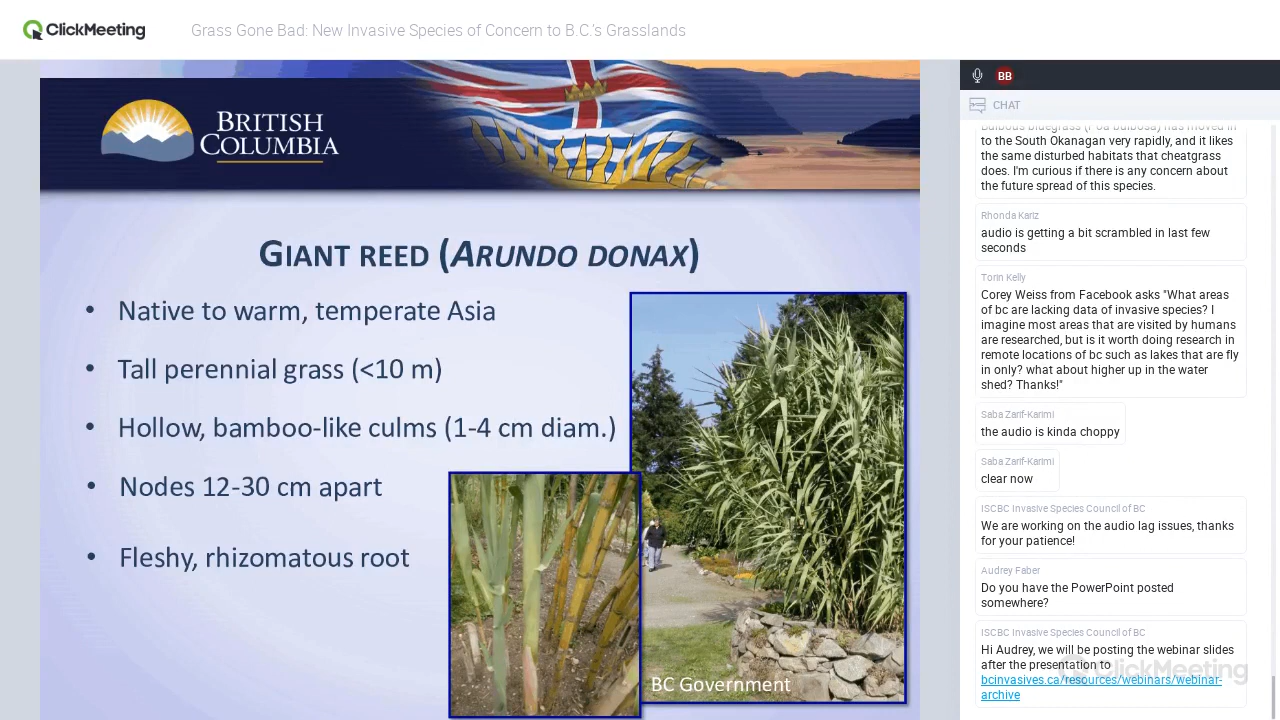 ClickMeeting
Grass Gone Bad: New Invasive Species of Concern to B.C.'s Grasslands
BRITISH
COLUMBIA
GIANT REED (ARUNDO DONAX)
• Native to warm, temperate Asia
• Tall perennial grass (<10 m)
• Hollow, bamboo-like culms (1-4 cm diam.)
• Nodes 12-30 cm apart
• Fleshy, rhizomatous root
BC Government
BB
CHAT
Bulbous bluegrass (Poa bulbosa) has moved in
to the South Okanagan very rapidly, and it likes
the same disturbed habitats that cheatgrass
does. I'm curious if there is any concern about
the future spread of this species.
Rhonda Kariz
audio is getting a bit scrambled in last few
seconds
Torin Kelly
Corey Weiss from Facebook asks "What areas
of bc are lacking data of invasive species? I
imagine most areas that are visited by humans
are researched, but is it worth doing research in
remote locations of bc such as lakes that are fly
in only? what about higher up in the water
shed? Thanks!"
Saba Zarif-Karimi
the audio is kinda choppy
Saba Zarif-Karimi
clear now
ISCBC Invasive Species Council of BC
We are working on the audio lag issues, thanks
for your patience!
Audrey Faber
Do you have the PowerPoint posted
somewhere?
ISCBC Invasive Species Council of BC
Hi Audrey, we will be posting the webinar slides
after the presentation to
bcinvasives.ca/resources/webinars/webinar-
archive
ClickMeeting